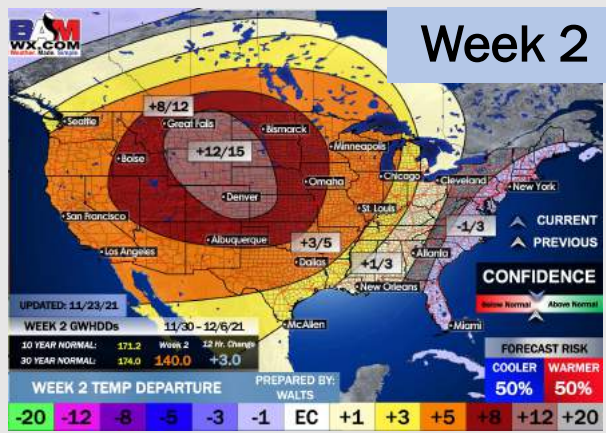 Week 2
BAM
WX.COM
Weather. Made. Simple.
+8/12
Seattle
Great Falls
Bismarck
+12/15
Minneapolis
Boise
Chicago
Cleveland
Omaha
New York
Denver
St. Louis
San Francisco
-1/3
CURRENT
PREVIOUS
Albuquerque
+3/5
Los Angeles
Atlanta
Dallas
+1/3
CONFIDENCE
New Orleans
Below Normal
Above Normal
UPDATED: 11/23/21
WEEK 2 GWHDDs 11/30 – 12/6/21
McAllen
Miami
10 YEAR NORMAL: 171.2 Week 2 12 Hr. Change
30 YEAR NORMAL: 174.0 140.0 +3.0
FORECAST RISK
COOLER WARMER
50% 50%
WEEK 2 TEMP DEPARTURE
PREPARED BY:
WALTS
-20 -12 -8 -5 -3 -1 EC +1 +3 +5 +8 +12 +20